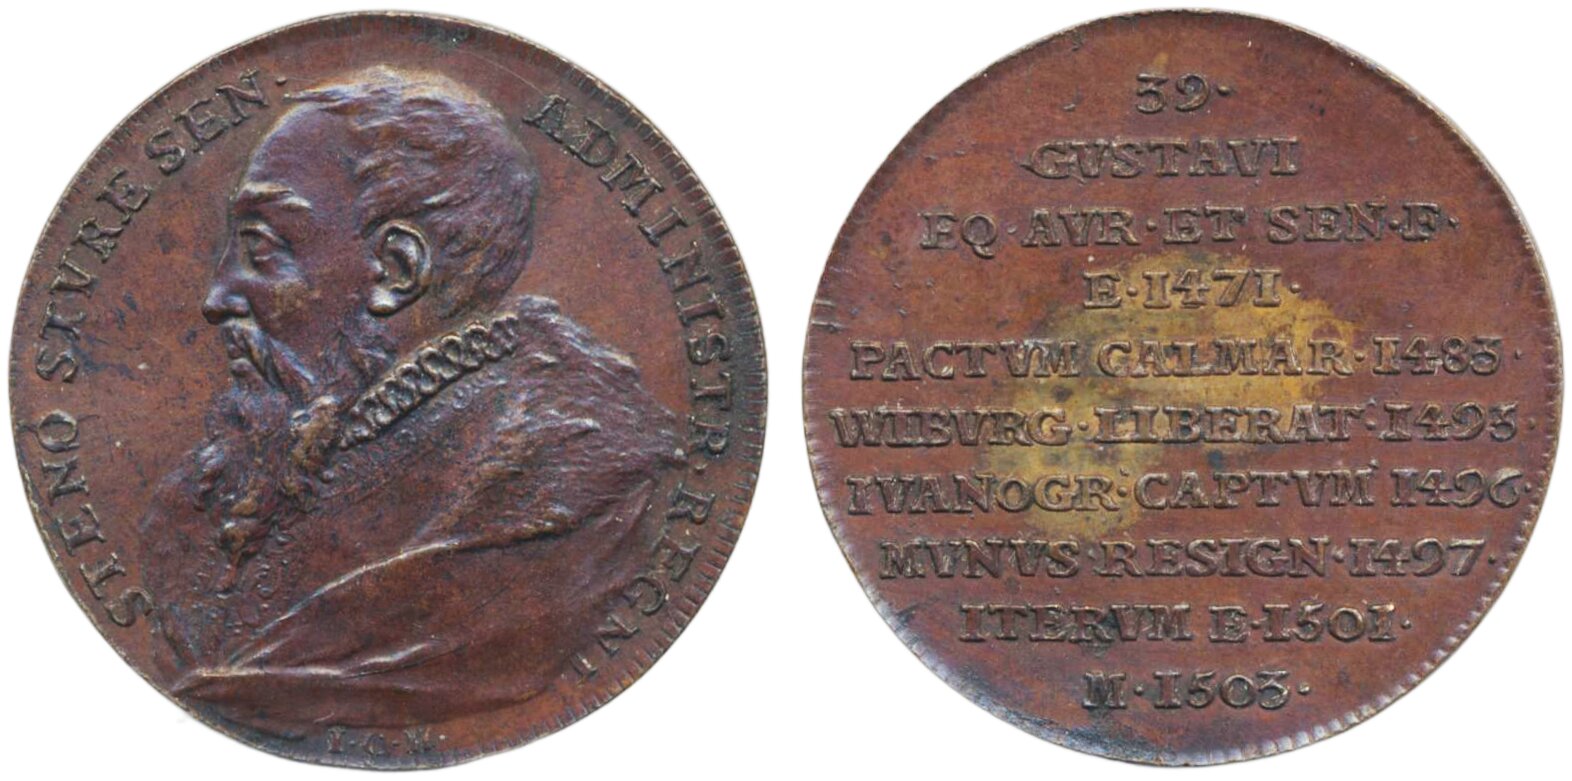 STENO STVRE SEN· ADMINISTR·REGNI
I·C·H·
39·
GVSTAVI
EQ·AVR·ET SEN·F·
E·1471·
PACTVM CALMAR·1483·
WIBVRG·LIBERAT·1495·
IVANOGR·CAPTVM 1496·
MVNVS·RESIGN·1497·
ITERVM E·1501·
M·1503·